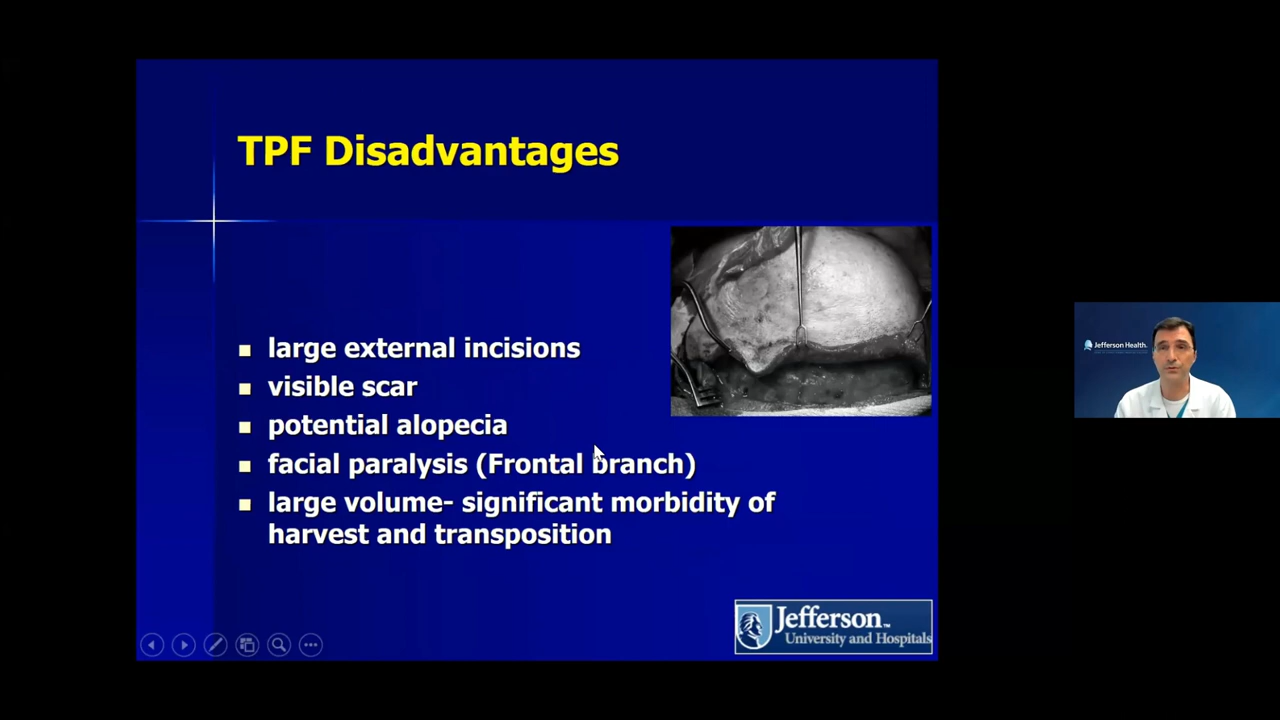 TPF Disadvantages
large external incisions
visible scar
potential alopecia
facial paralysis (Frontal branch)
large volume- significant morbidity of
harvest and transposition
Jefferson™
University and Hospitals
Jefferson Health.